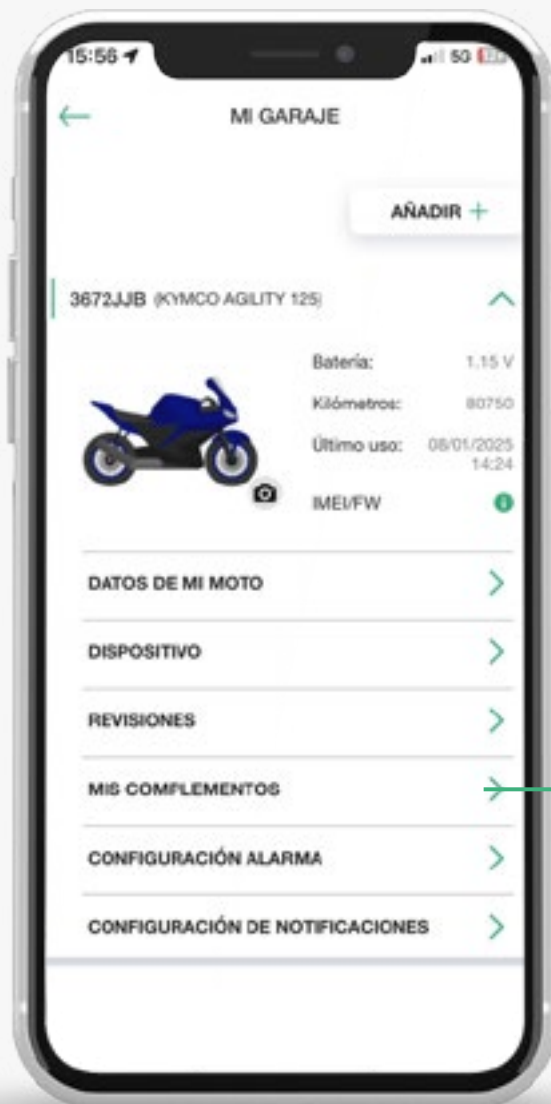 15:56
5G
MI GARAJE
AÑADIR +
3672JJB (KYMCO AGILITY 125)
Batería: 1.15 V
Kilómetros: 80750
Último uso: 08/01/2025
14:24
IMEI/FW
DATOS DE MI MOTO
DISPOSITIVO
REVISIONES
MIS COMPLEMENTOS
CONFIGURACIÓN ALARMA
CONFIGURACIÓN DE NOTIFICACIONES